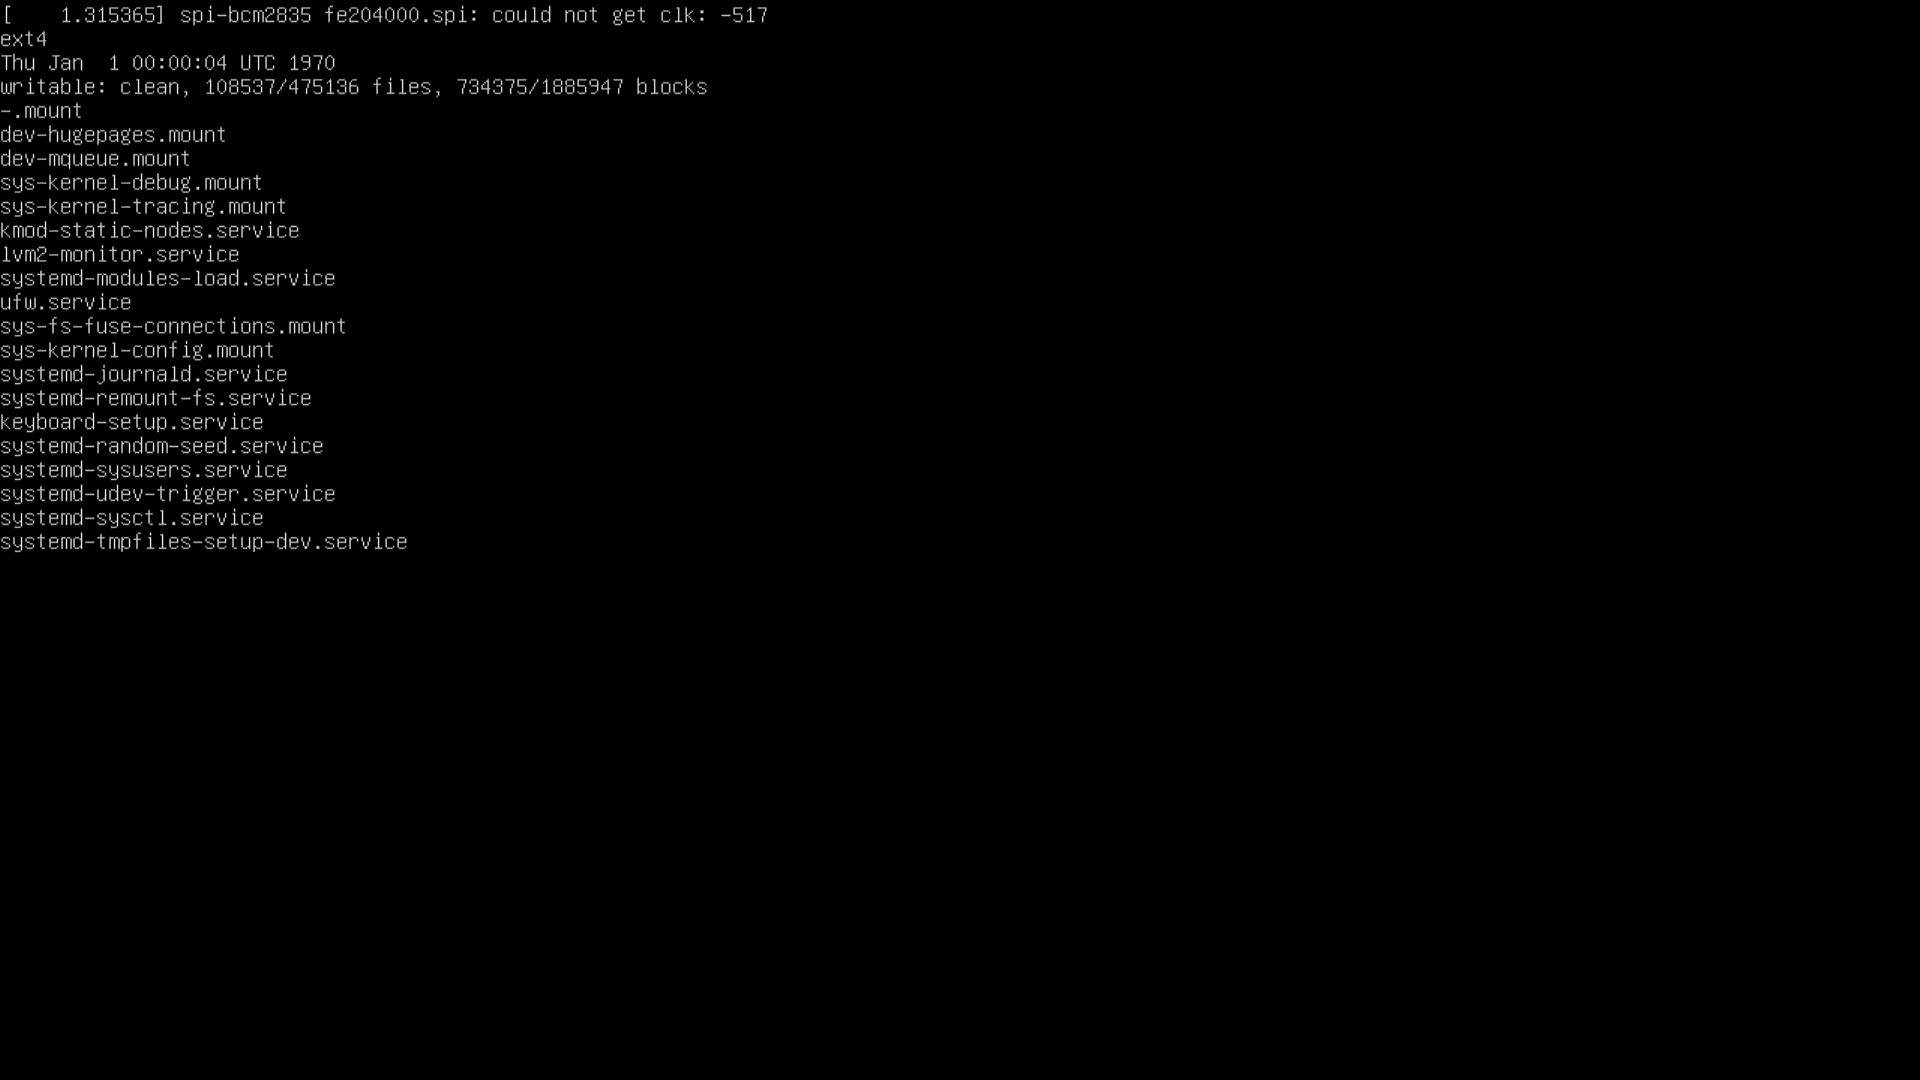 [    1.315365] spi-bcm2835 fe204000.spi: could not get clk: -517
ext4
Thu Jan  1 00:00:04 UTC 1970
writable: clean, 108537/475136 files, 734375/1885947 blocks
-.mount
dev-hugepages.mount
dev-mqueue.mount
sys-kernel-debug.mount
sys-kernel-tracing.mount
kmod-static-nodes.service
lvm2-monitor.service
systemd-modules-load.service
ufw.service
sys-fs-fuse-connections.mount
sys-kernel-config.mount
systemd-journald.service
systemd-remount-fs.service
keyboard-setup.service
systemd-random-seed.service
systemd-sysusers.service
systemd-udev-trigger.service
systemd-sysctl.service
systemd-tmpfiles-setup-dev.service